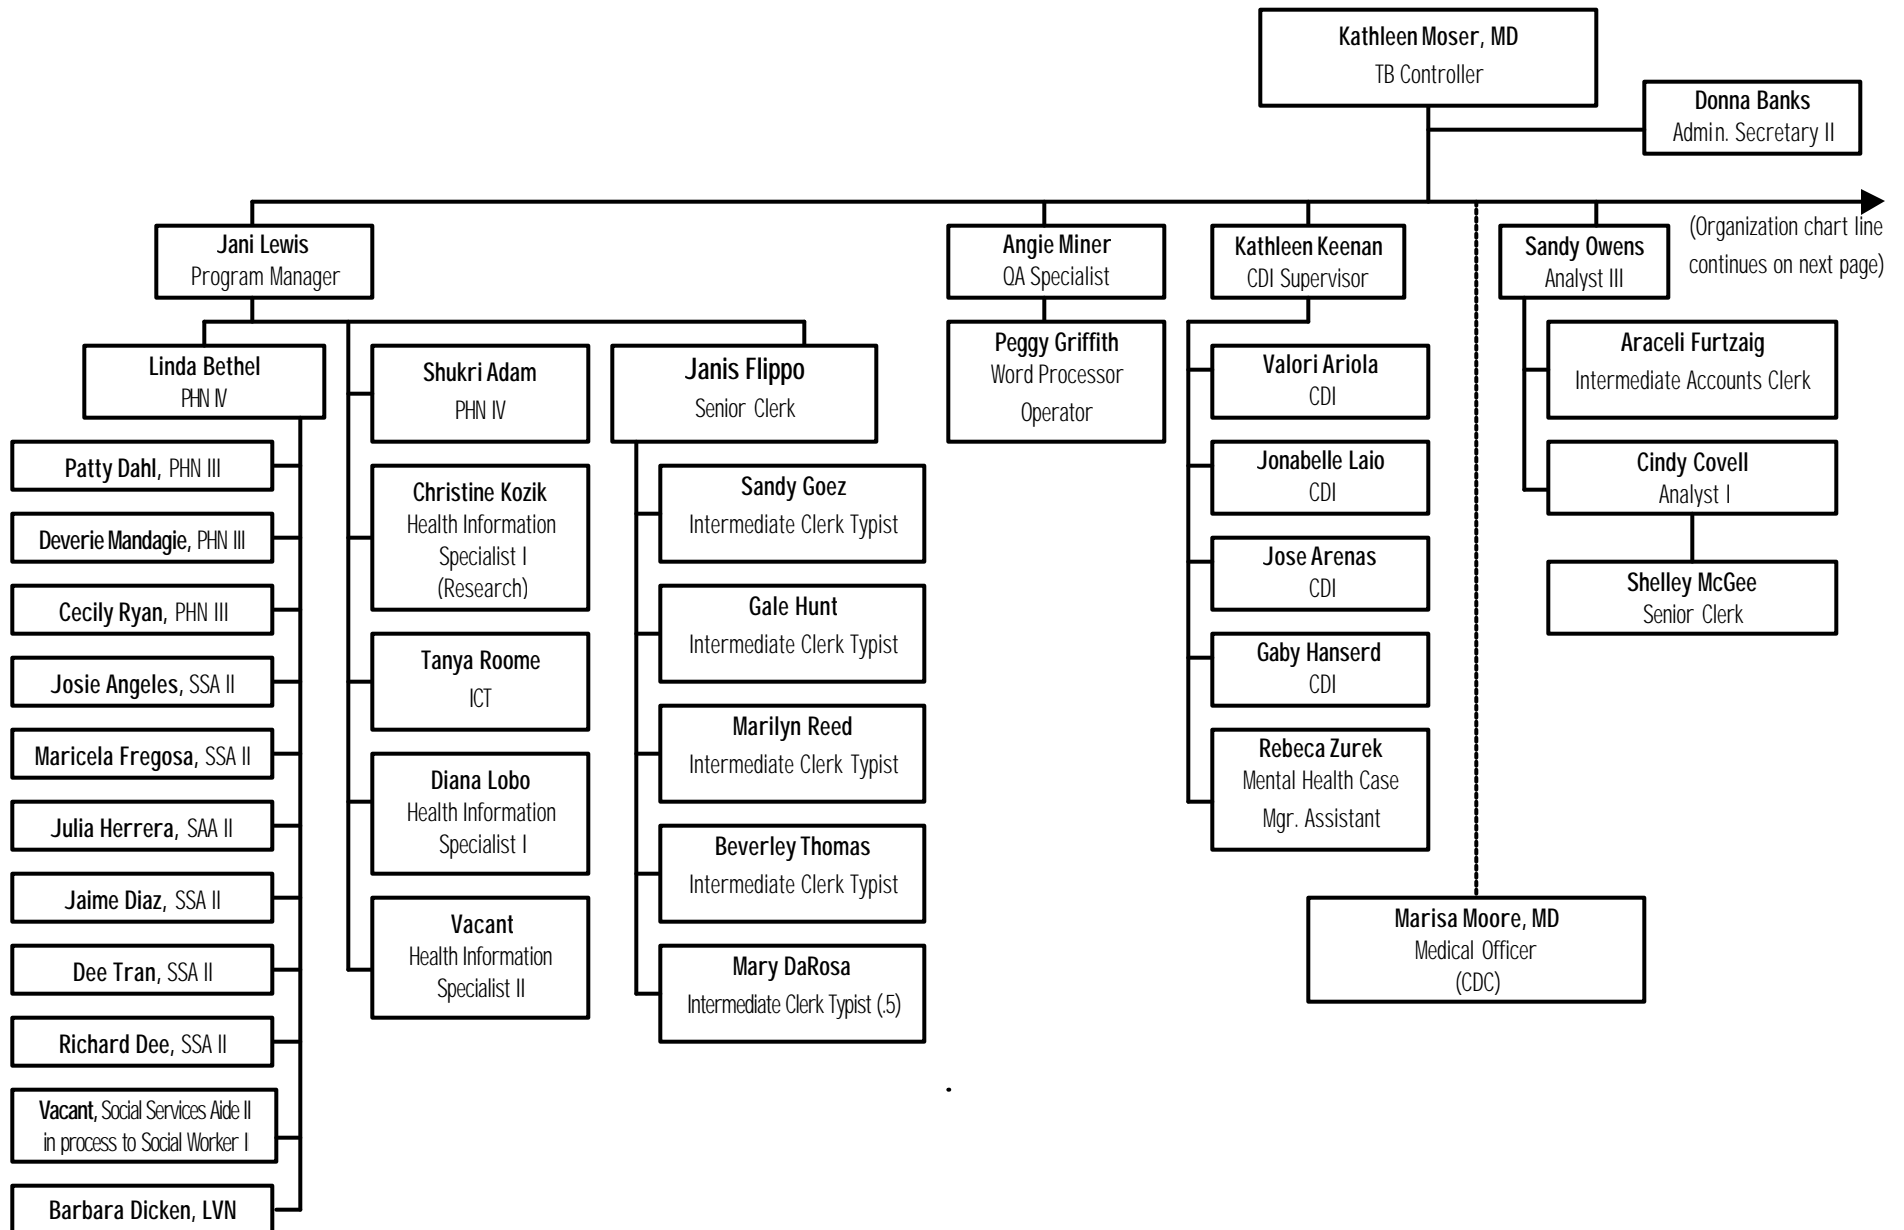 Kathleen Moser, MD
TB Controller
Donna Banks
Admin. Secretary II
(Organization chart line
continues on next page)
Jani Lewis
Program Manager
Angie Miner
QA Specialist
Kathleen Keenan
CDI Supervisor
Sandy Owens
Analyst III
Linda Bethel
PHN IV
Patty Dahl, PHN III
Deverie Mandagie, PHN III
Cecily Ryan, PHN III
Josie Angeles, SSA II
Maricela Fregosa, SSA II
Julia Herrera, SAA II
Jaime Diaz, SSA II
Dee Tran, SSA II
Richard Dee, SSA II
Vacant, Social Services Aide II
in process to Social Worker I
Barbara Dicken, LVN
Shukri Adam
PHN IV
Christine Kozik
Health Information
Specialist I
(Research)
Tanya Roome
ICT
Diana Lobo
Health Information
Specialist I
Vacant
Health Information
Specialist II
Janis Flippo
Senior Clerk
Sandy Goez
Intermediate Clerk Typist
Gale Hunt
Intermediate Clerk Typist
Marilyn Reed
Intermediate Clerk Typist
Beverley Thomas
Intermediate Clerk Typist
Mary DaRosa
Intermediate Clerk Typist (.5)
Peggy Griffith
Word Processor
Operator
Valori Ariola
CDI
Jonabelle Laio
CDI
Jose Arenas
CDI
Gaby Hanserd
CDI
Rebeca Zurek
Mental Health Case
Mgr. Assistant
Marisa Moore, MD
Medical Officer
(CDC)
Araceli Furtzaig
Intermediate Accounts Clerk
Cindy Covell
Analyst I
Shelley McGee
Senior Clerk